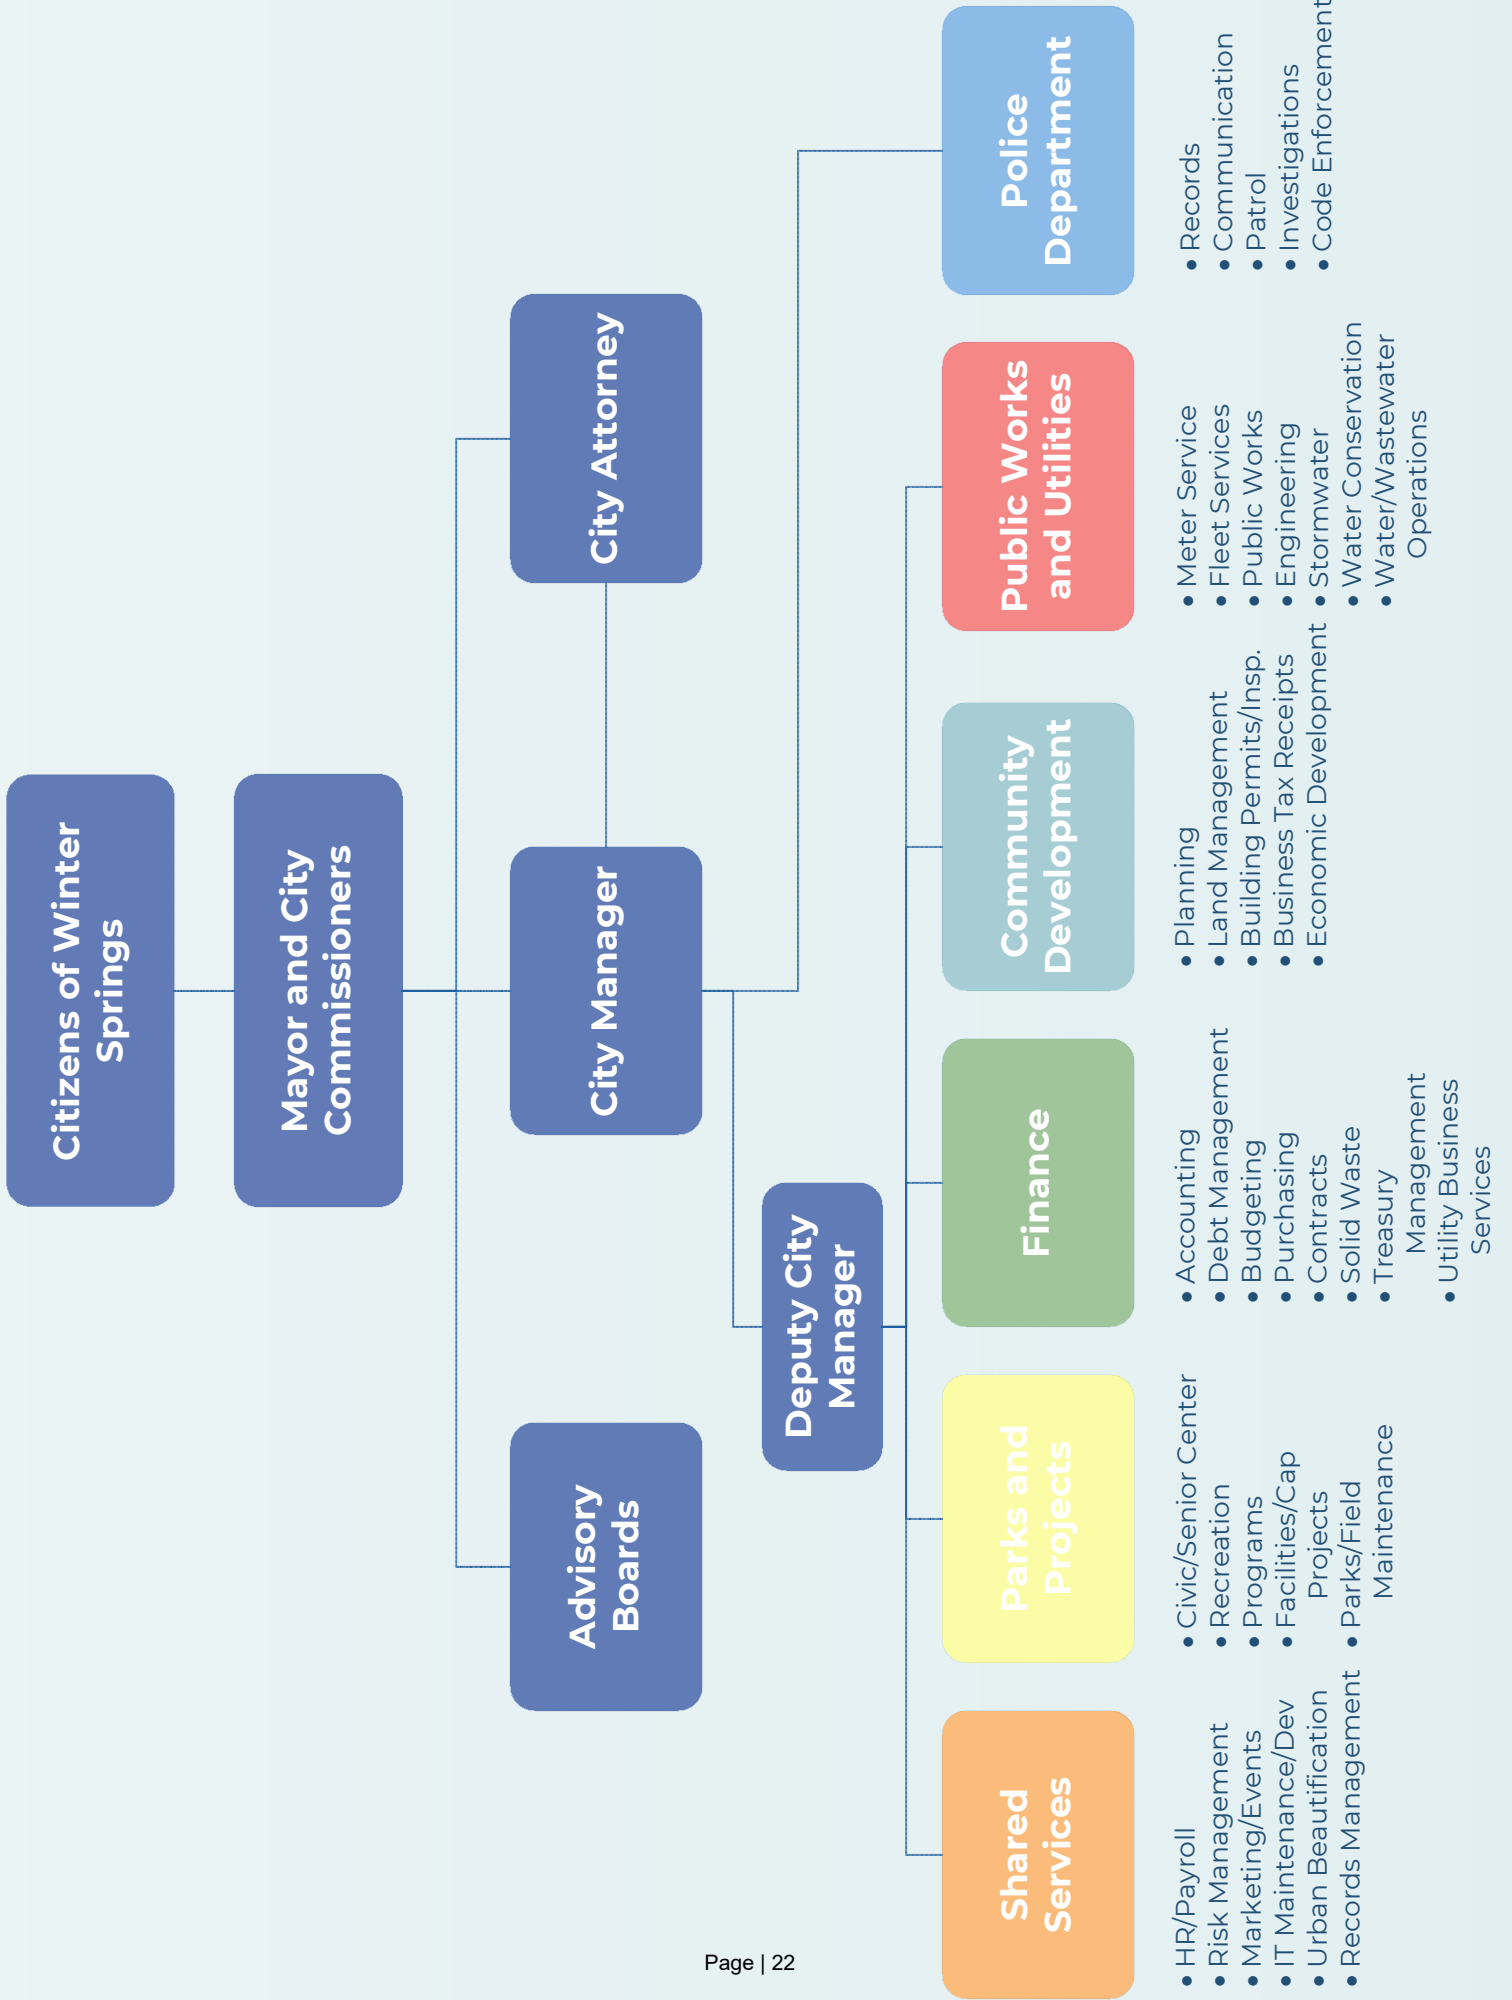 Citizens of Winter
Springs
Mayor and City
Commissioners
Advisory
Boards
City Manager
City Attorney
Deputy City
Manager
Shared
Services
• HR/Payroll
• Risk Management
• Marketing/Events
• IT Maintenance/Dev
• Urban Beautification
• Records Management
Parks and
Projects
• Civic/Senior Center
• Recreation
• Programs
• Facilities/Cap
Projects
• Parks/Field
Maintenance
Finance
• Accounting
• Debt Management
• Budgeting
• Purchasing
• Contracts
• Solid Waste
• Treasury
Management
• Utility Business
Services
Community
Development
• Planning
• Land Management
• Building Permits/Insp.
• Business Tax Receipts
• Economic Development
Public Works
and Utilities
• Meter Service
• Fleet Services
• Public Works
• Engineering
• Stormwater
• Water Conservation
• Water/Wastewater
Operations
Police
Department
• Records
• Communication
• Patrol
• Investigations
• Code Enforcement
Page | 22